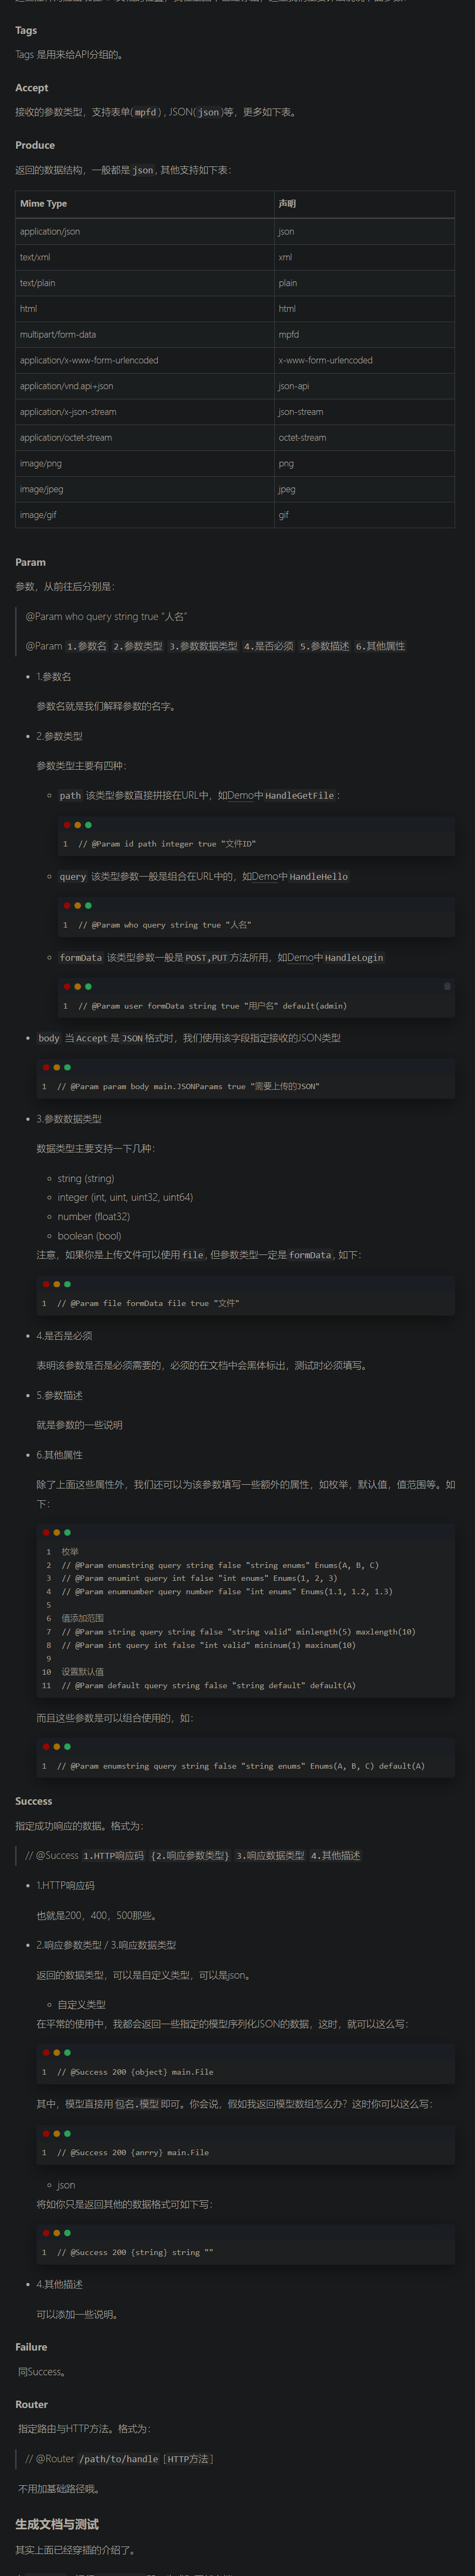 Tags
Tags 是用来给API分组的。
Accept
接收的参数类型，支持表单(mpfd) , JSON(json)等，更多如下表。
Produce
返回的数据结构，一般都是json, 其他支持如下表：
Mime Type 声明
application/json json
text/xml xml
text/plain plain
html html
multipart/form-data mpfd
application/x-www-form-urlencoded x-www-form-urlencoded
application/vnd.api+json json-api
application/x-json-stream json-stream
application/octet-stream octet-stream
image/png png
image/jpeg jpeg
image/gif gif
Param
参数，从前往后分别是：
@Param who query string true “人名”
@Param 1.参数名 2.参数类型 3.参数数据类型 4.是否必须 5.参数描述 6.其他属性
1.参数名
参数名就是我们解释参数的名字。
2.参数类型
参数类型主要有四种：
path 该类型参数直接拼接在URL中，如Demo中HandleGetFile：
1 // @Param id path integer true "文件ID"
query 该类型参数一般是组合在URL中的，如Demo中HandleHello
1 // @Param who query string true "人名"
formData 该类型参数一般是POST,PUT方法所用，如Demo中HandleLogin
1 // @Param user formData string true "用户名" default(admin)
body 当Accept是JSON格式时，我们使用该字段指定接收的JSON类型
1 // @Param param body main.JSONParams true "需要上传的JSON"
3.参数数据类型
数据类型主要支持一下几种：
string (string)
integer (int, uint, uint32, uint64)
number (float32)
boolean (bool)
注意，如果你是上传文件可以使用file, 但参数类型一定是formData, 如下：
1 // @Param file formData file true "文件"
4.是否是必须
表明该参数是否是必须需要的，必须的在文档中会黑体标出，测试时必须填写。
5.参数描述
就是参数的一些说明
6.其他属性
除了上面这些属性外，我们还可以为该参数填写一些额外的属性，如枚举，默认值，值范围等。如
下：
1 枚举
2 // @Param enumstring query string false "string enums" Enums(A, B, C)
3 // @Param enumint query int false "int enums" Enums(1, 2, 3)
4 // @Param enumnumber query number false "int enums" Enums(1.1, 1.2, 1.3)
5
6 值添加范围
7 // @Param string query string false "string valid" minlength(5) maxlength(10)
8 // @Param int query int false "int valid" mininum(1) maxinum(10)
9
10 设置默认值
11 // @Param default query string false "string default" default(A)
而且这些参数是可以组合使用的，如：
1 // @Param enumstring query string false "string enums" Enums(A, B, C) default(A)
Success
指定成功响应的数据。格式为：
// @Success 1.HTTP响应码 {2.响应参数类型} 3.响应数据类型 4.其他描述
1.HTTP响应码
也就是200，400，500那些。
2.响应参数类型 / 3.响应数据类型
返回的数据类型，可以是自定义类型，可以是json。
自定义类型
在平常的使用中，我都会返回一些指定的模型序列化JSON的数据，这时，就可以这么写：
1 // @Success 200 {object} main.File
其中，模型直接用包名.模型即可。你会说，假如我返回模型数组怎么办？这时你可以这么写：
1 // @Success 200 {anrry} main.File
json
将如你只是返回其他的数据格式可如下写：
1 // @Success 200 {string} string ""
4.其他描述
可以添加一些说明。
Failure
同Success。
Router
指定路由与HTTP方法。格式为：
// @Router /path/to/handle [HTTP方法]
不用加基础路径哦。
生成文档与测试
其实上面已经穿插的介绍了。